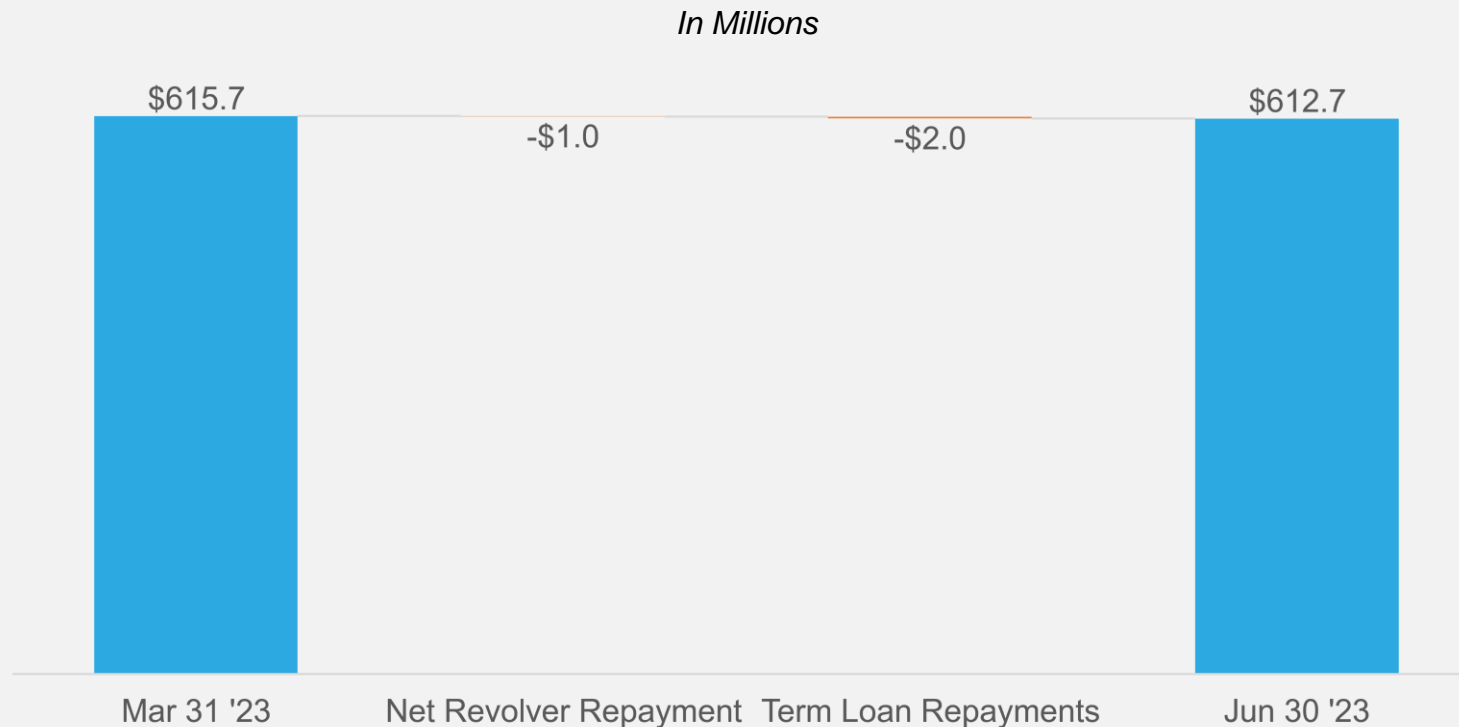 In Millions
$615.7
-$1.0
-$2.0
$612.7
Mar 31 '23
Net Revolver Repayment
Term Loan Repayments
Jun 30 '23